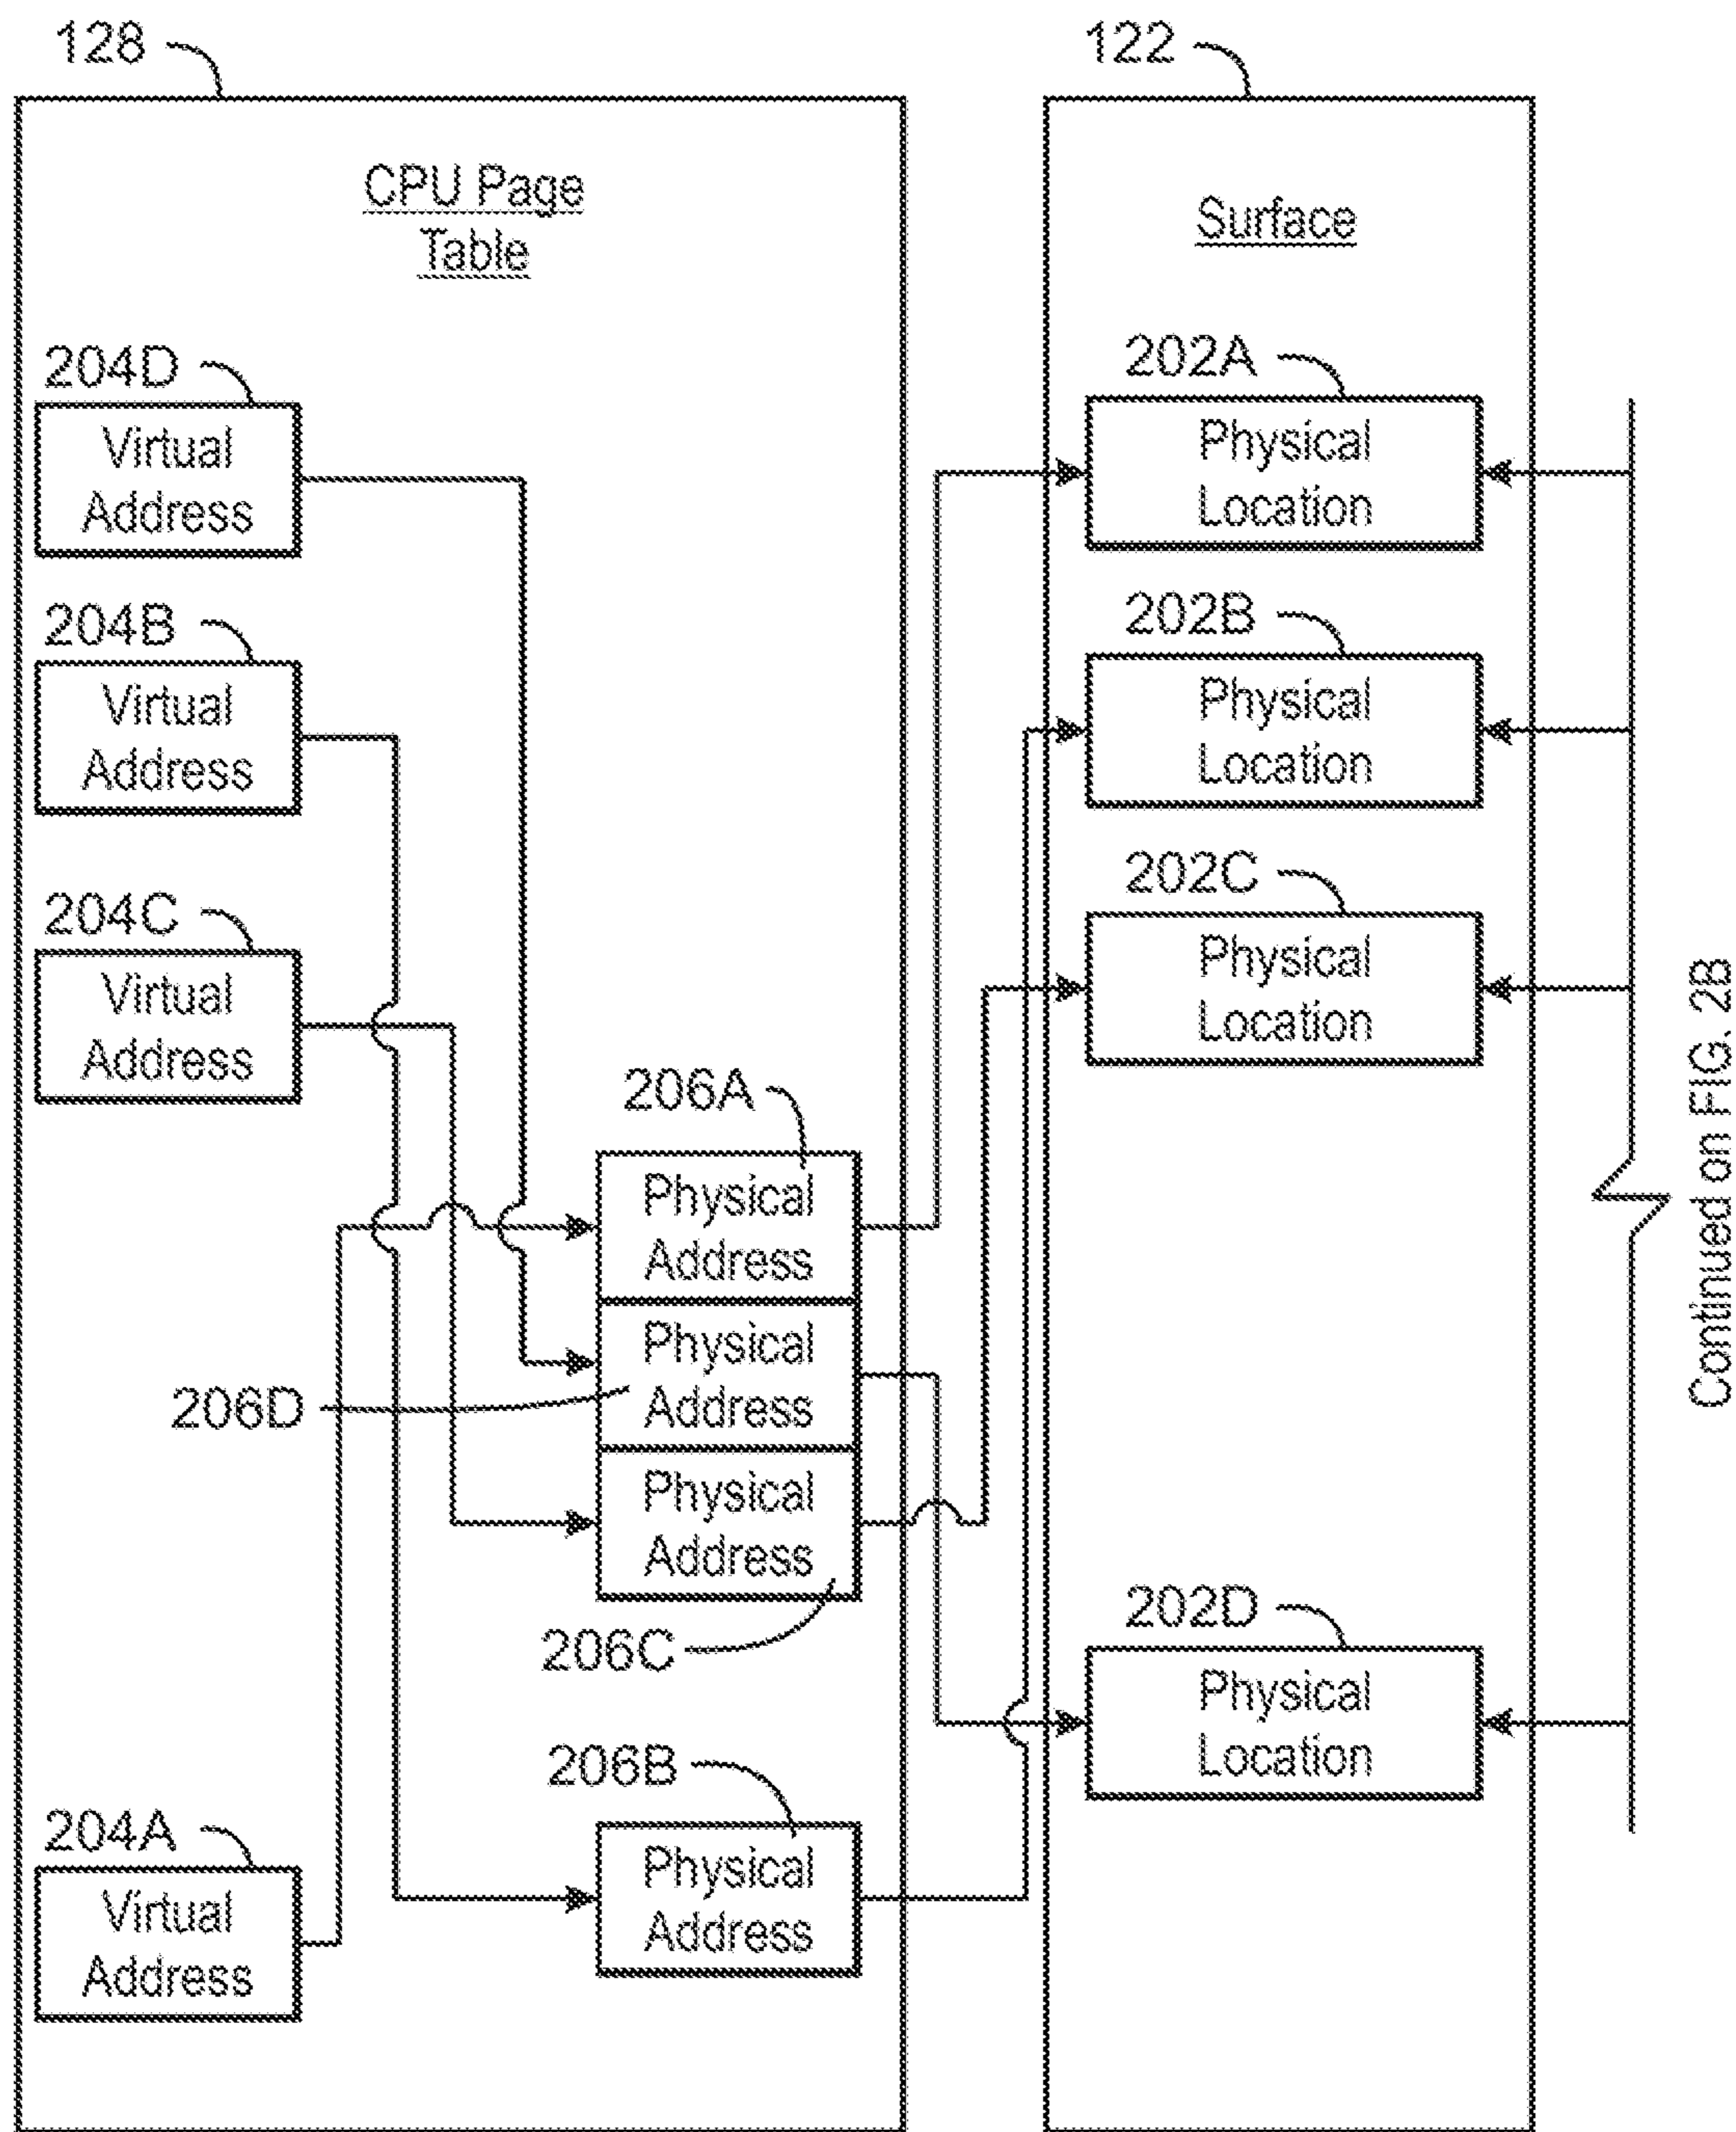 128
122
CPU Page
Table
Surface
204D
Virtual
Address
202A
Physical
Location
204B
Virtual
Address
202B
Physical
Location
204C
Virtual
Address
202C
Physical
Location
206A
Physical
Address
206D
Physical
Address
Physical
Address
206C
202D
Physical
Location
206B
Physical
Address
204A
Virtual
Address
Continued on FIG. 2B